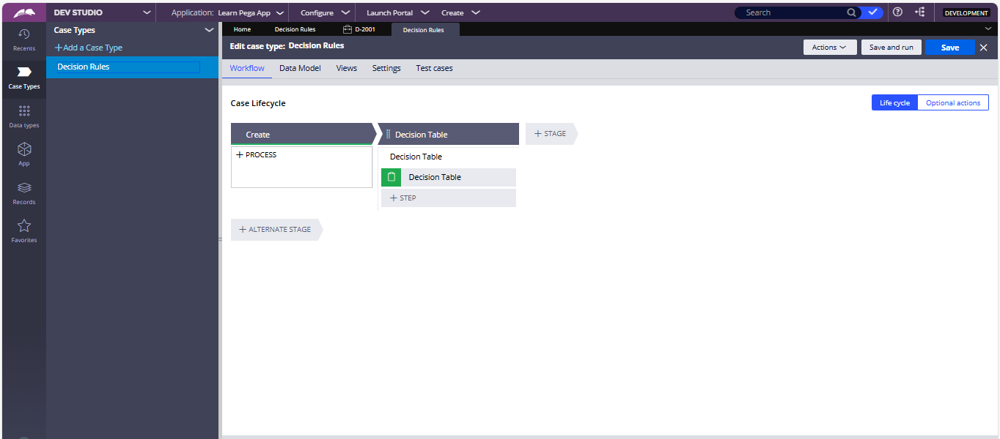 DEV STUDIO
Application: Learn Pega App
Configure
Launch Portal
Create
Search
DEVELOPMENT
Recents
Case Types
Data types
App
Records
Favorites
Case Types
+Add a Case Type
Decision Rules
Home
Decision Rules
D-2001
Decision Rules
Edit case type: Decision Rules
Actions
Save and run
Save
Workflow
Data Model
Views
Settings
Test cases
Case Lifecycle
Life cycle
Optional actions
Create
Decision Table
+ STAGE
+ PROCESS
Decision Table
Decision Table
+ STEP
+ ALTERNATE STAGE